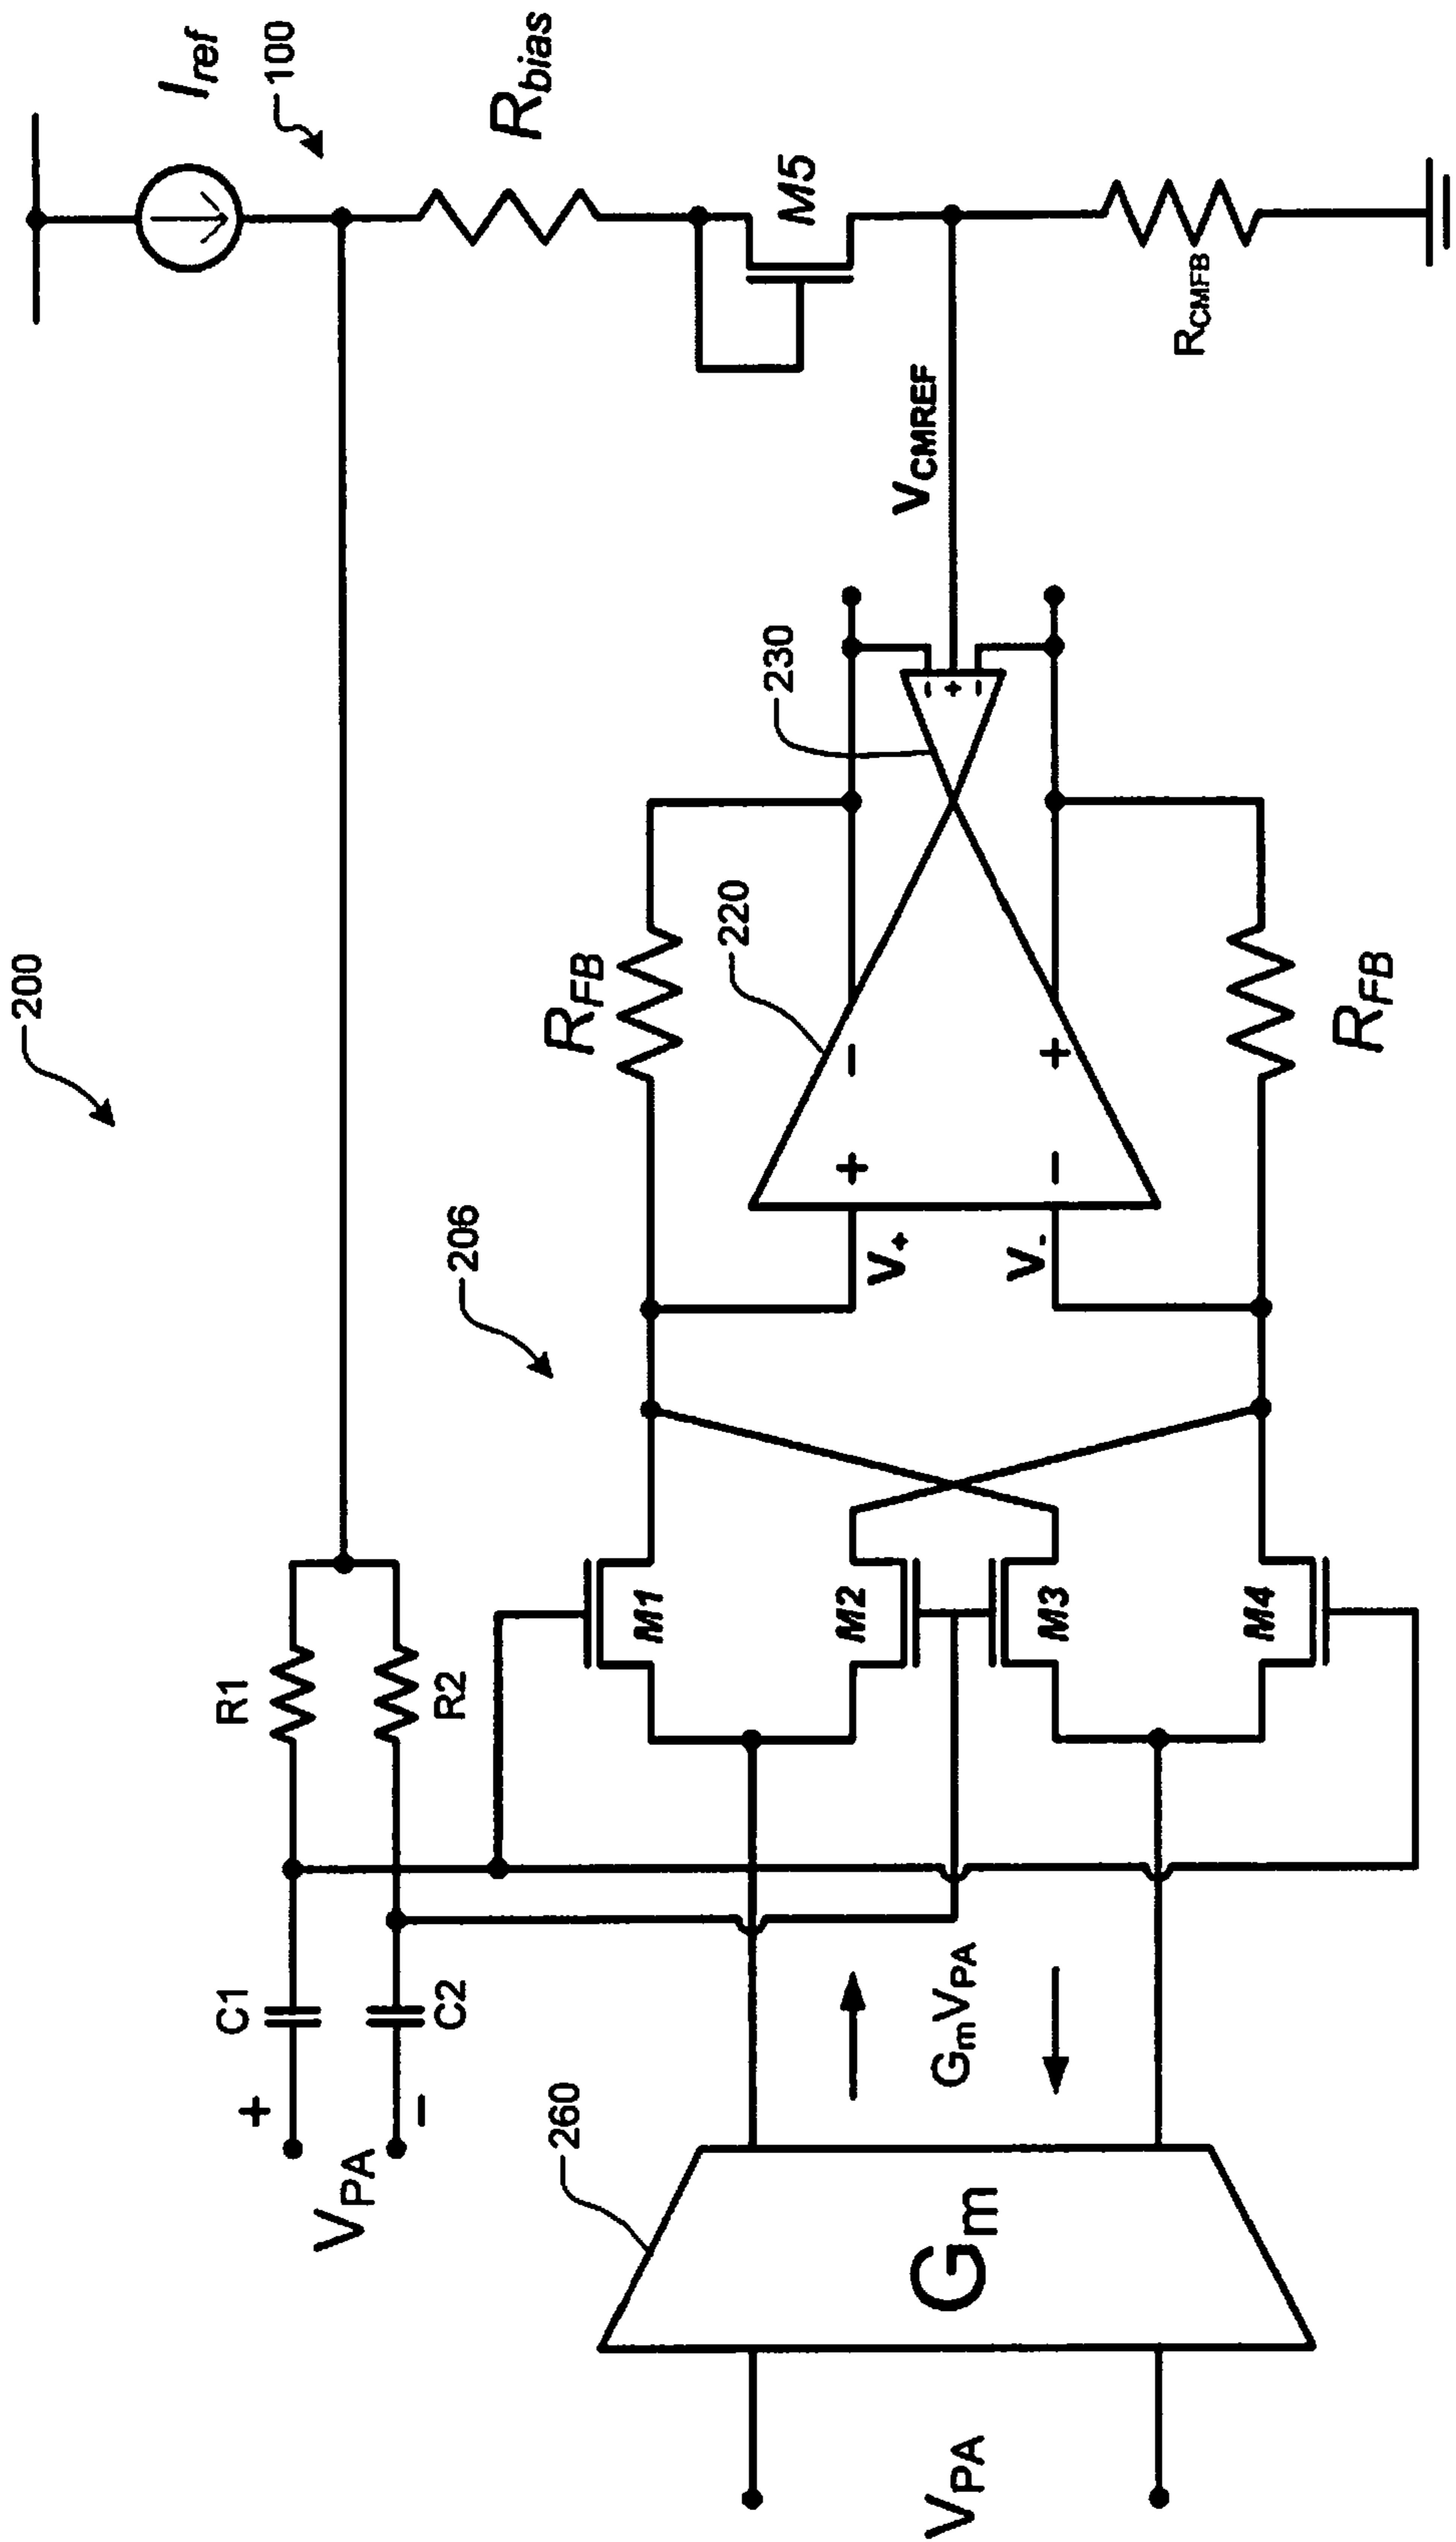 200
I_ref
100
R_bias
M5
V_CMREF
R_CMFB
R_FB
220
230
206
+
-
V+
-
+
V-
-
+
-
R_FB
R1
R2
M1
M2
M3
M4
C1
C2
+
V_PA
-
G_mV_PA
260
G_m
V_PA